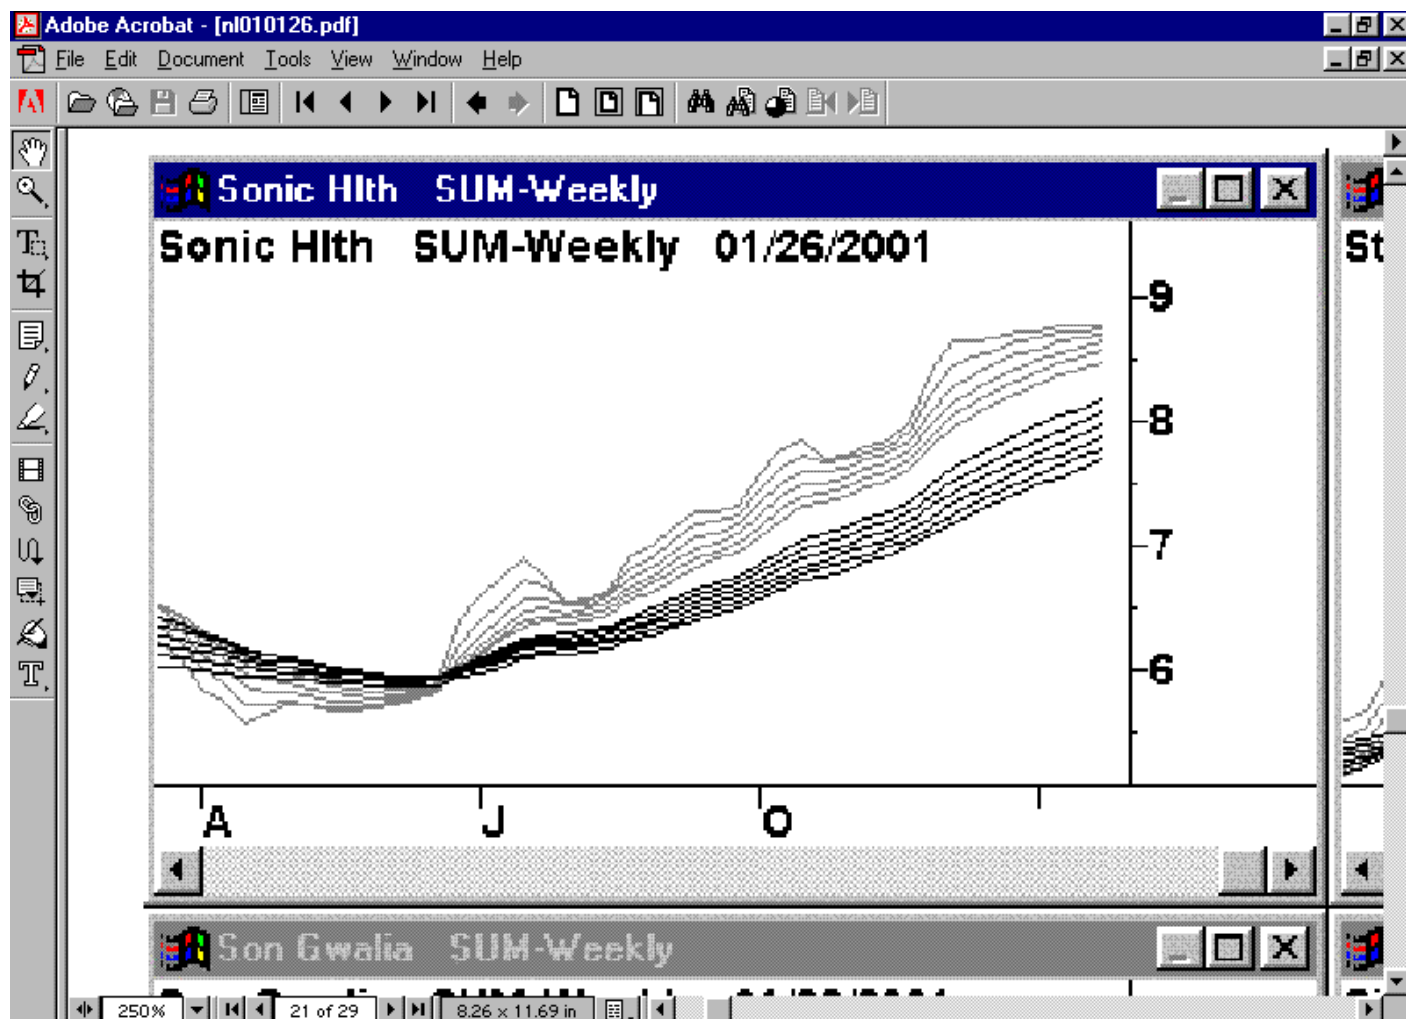 Adobe Acrobat - [nl010126.pdf]
File Edit Document Tools View Window Help
Sonic Hlth SUM-Weekly
Sonic Hlth SUM-Weekly 01/26/2001
St
9
8
7
6
A J O
Son Gwalia SUM-Weekly
250% 21 of 29 8.26 x 11.69 in